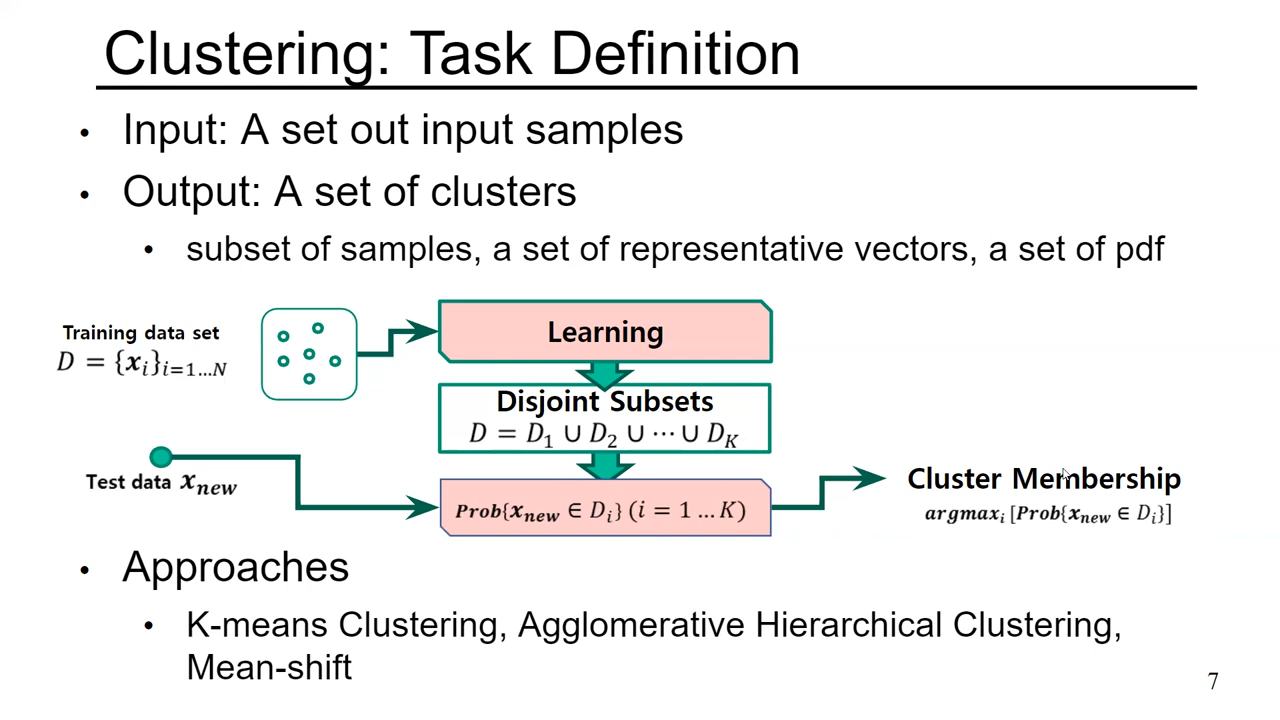 Clustering: Task Definition
• Input: A set out input samples
• Output: A set of clusters
• subset of samples, a set of representative vectors, a set of pdf
Training data set
D = {x_i}_{i=1…N}
Learning
Disjoint Subsets
D = D_1 ∪ D_2 ∪ ⋯ ∪ D_K
Test data x_new
Prob{x_new ∈ D_i} (i = 1 … K)
Cluster Membership
argmax_i [Prob{x_new ∈ D_i}]
• Approaches
• K-means Clustering, Agglomerative Hierarchical Clustering,
Mean-shift
7